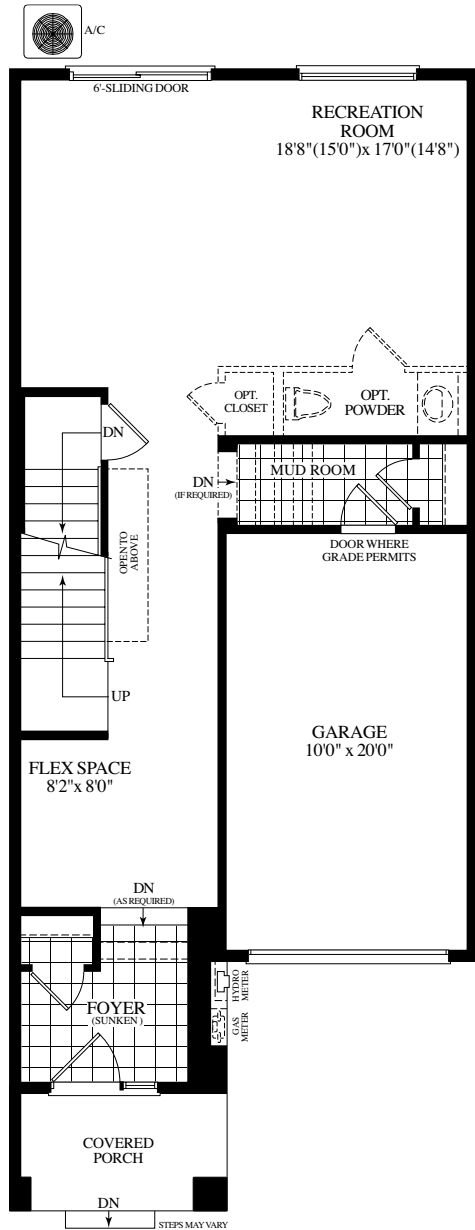 A/C
6'-SLIDING DOOR
RECREATION
ROOM
18'8"(15'0")x 17'0"(14'8")
OPT.
CLOSET
OPT.
POWDER
DN
DN
(IF REQUIRED)
MUD ROOM
OPEN TO
ABOVE
DOOR WHERE
GRADE PERMITS
UP
GARAGE
10'0" x 20'0"
FLEX SPACE
8'2"x 8'0"
DN
(AS REQUIRED)
FOYER
(SUNKEN)
HYDRO
METER
GAS
METER
COVERED
PORCH
DN
STEPS MAY VARY